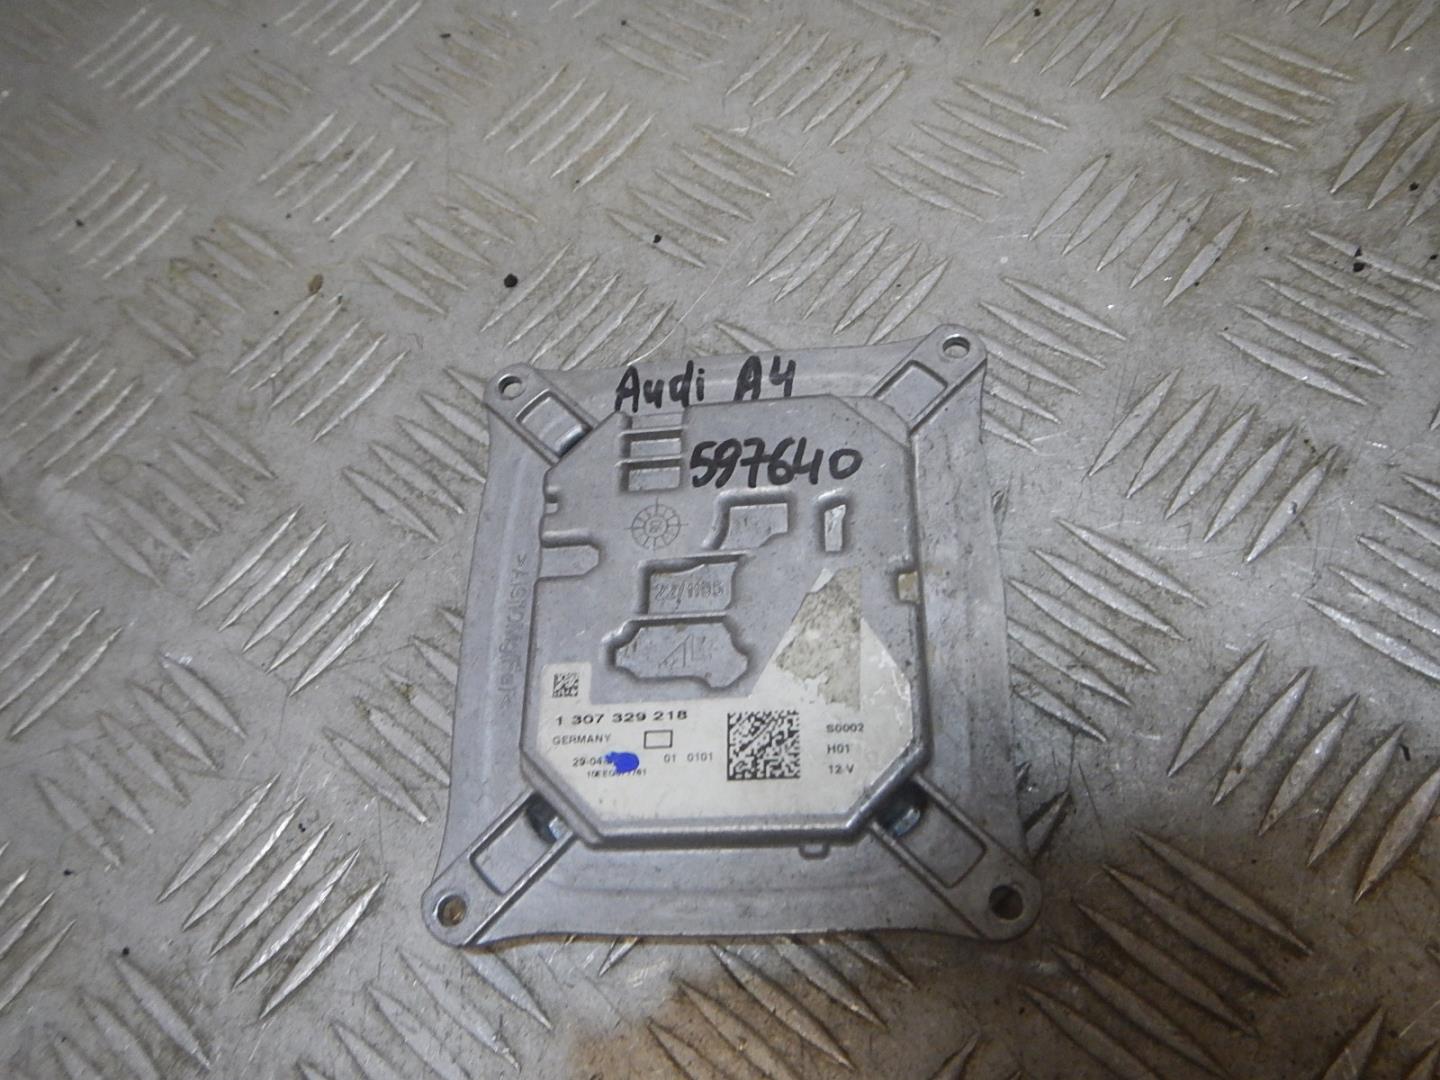 Audi A4
597640
1 307 329 218
GERMANY
01 0101
S0002
H01
12 V